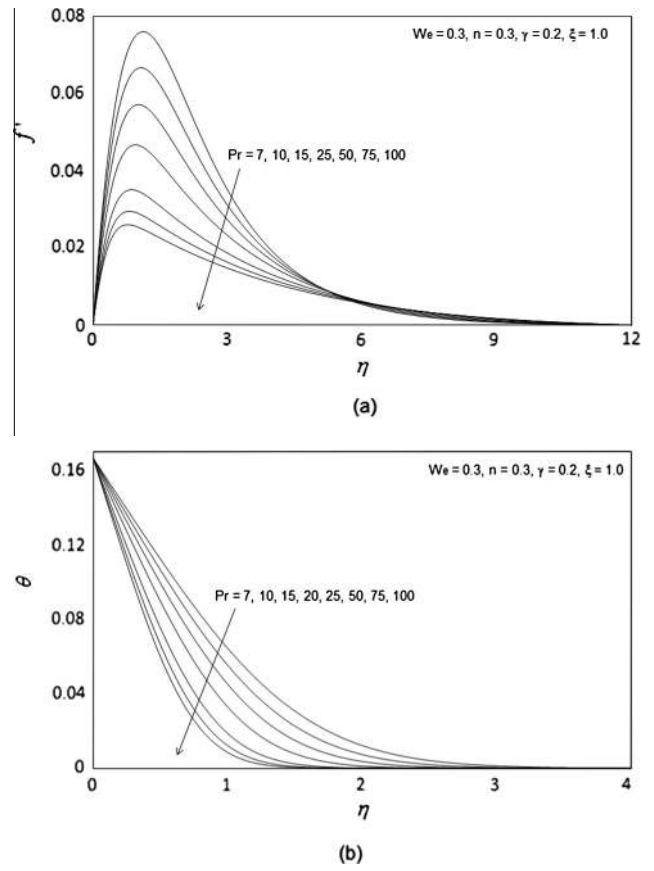 0.08
We = 0.3, n = 0.3, γ = 0.2, ξ = 1.0
0.06
f'
Pr = 7, 10, 15, 25, 50, 75, 100
0.04
0.02
0
0 3 6 9 12
η
(a)
0.16
We = 0.3, n = 0.3, γ = 0.2, ξ = 1.0
0.12
θ
Pr = 7, 10, 15, 20, 25, 50, 75, 100
0.08
0.04
0
0 1 2 3 4
η
(b)